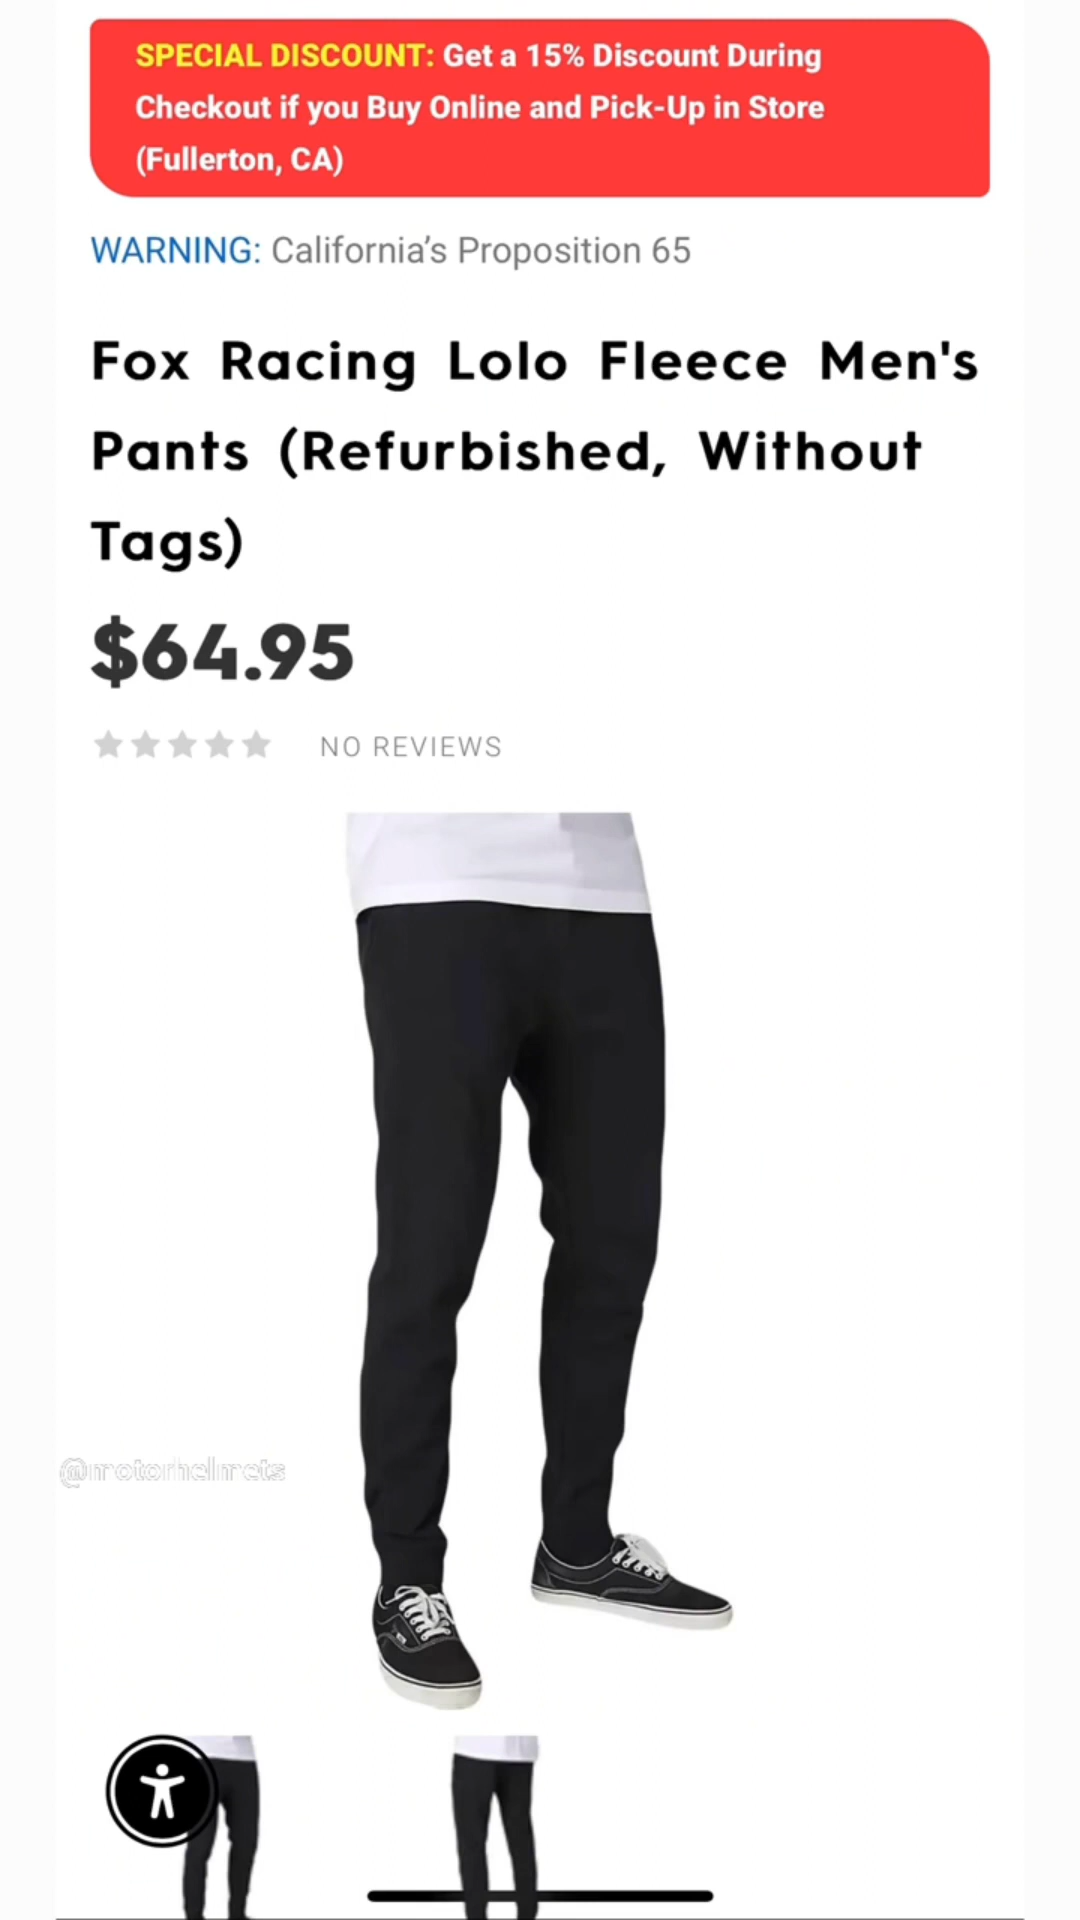 SPECIAL DISCOUNT: Get a 15% Discount During
Checkout if you Buy Online and Pick-Up in Store
(Fullerton, CA)
WARNING: California’s Proposition 65
Fox Racing Lolo Fleece Men's
Pants (Refurbished, Without
Tags)
$64.95
NO REVIEWS
@motorhelmets